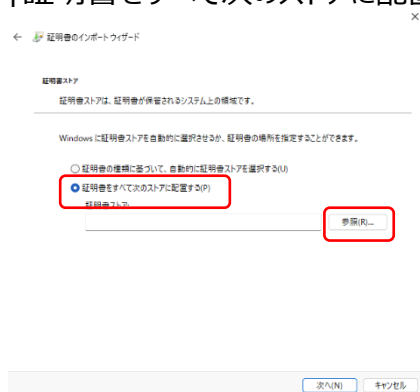 証明書をすべて次のストアに配置
証明書のインポート ウィザード
証明書ストア
証明書ストアは、証明書が保管されるシステム上の領域です。
Windows に証明書ストアを自動的に選択させるか、証明書の場所を指定することができます。
証明書の種類に基づいて、自動的に証明書ストアを選択する(U)
証明書をすべて次のストアに配置する(P)
証明書ストア:
参照(R)...
次へ(N) キャンセル